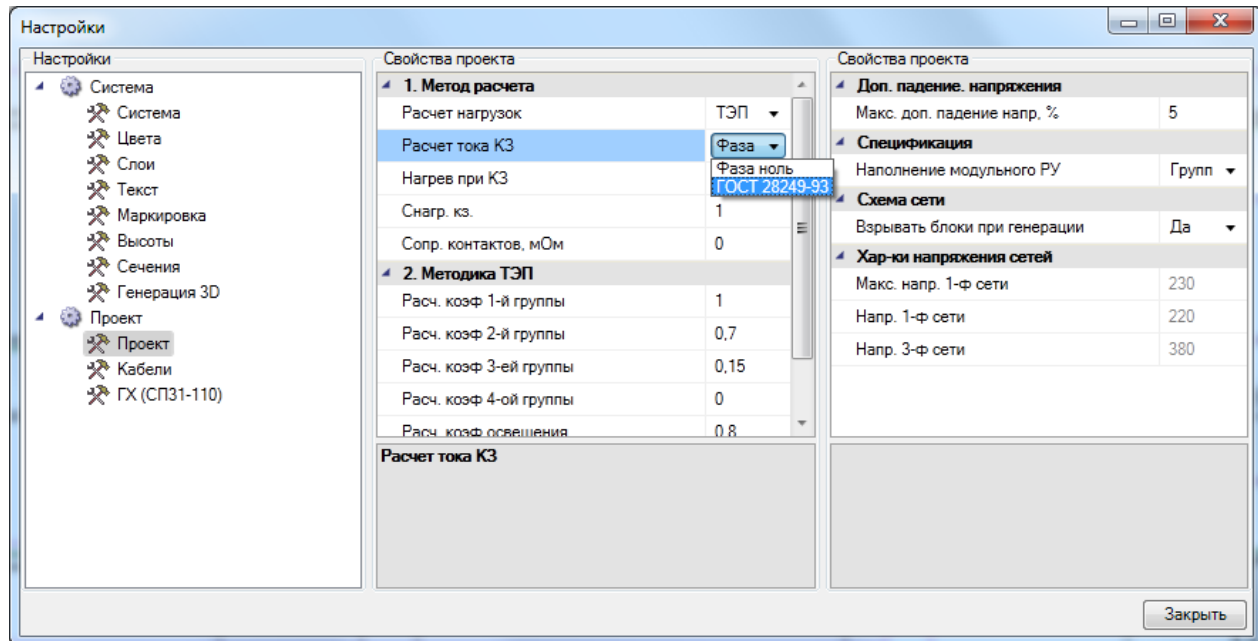 Настройки
Настройки
Система
Система
Цвета
Слои
Текст
Маркировка
Высоты
Сечения
Генерация 3D
Проект
Проект
Кабели
ГХ (СП31-110)
Свойства проекта
1. Метод расчета
Расчет нагрузок ТЭП
Расчет тока КЗ Фаза
Фаза ноль
ГОСТ 28249-93
Нагрев при КЗ
Снагр. кз. 1
Сопр. контактов, мОм 0
2. Методика ТЭП
Расч. коэф 1-й группы 1
Расч. коэф 2-й группы 0,7
Расч. коэф 3-ей группы 0,15
Расч. коэф 4-ой группы 0
Расч. коэф освещения 0.8
Расчет тока КЗ
Свойства проекта
Доп. падение. напряжения
Макс. доп. падение напр, % 5
Спецификация
Наполнение модульного РУ Групп
Схема сети
Взрывать блоки при генерации Да
Хар-ки напряжения сетей
Макс. напр. 1-ф сети 230
Напр. 1-ф сети 220
Напр. 3-ф сети 380
Закрыть